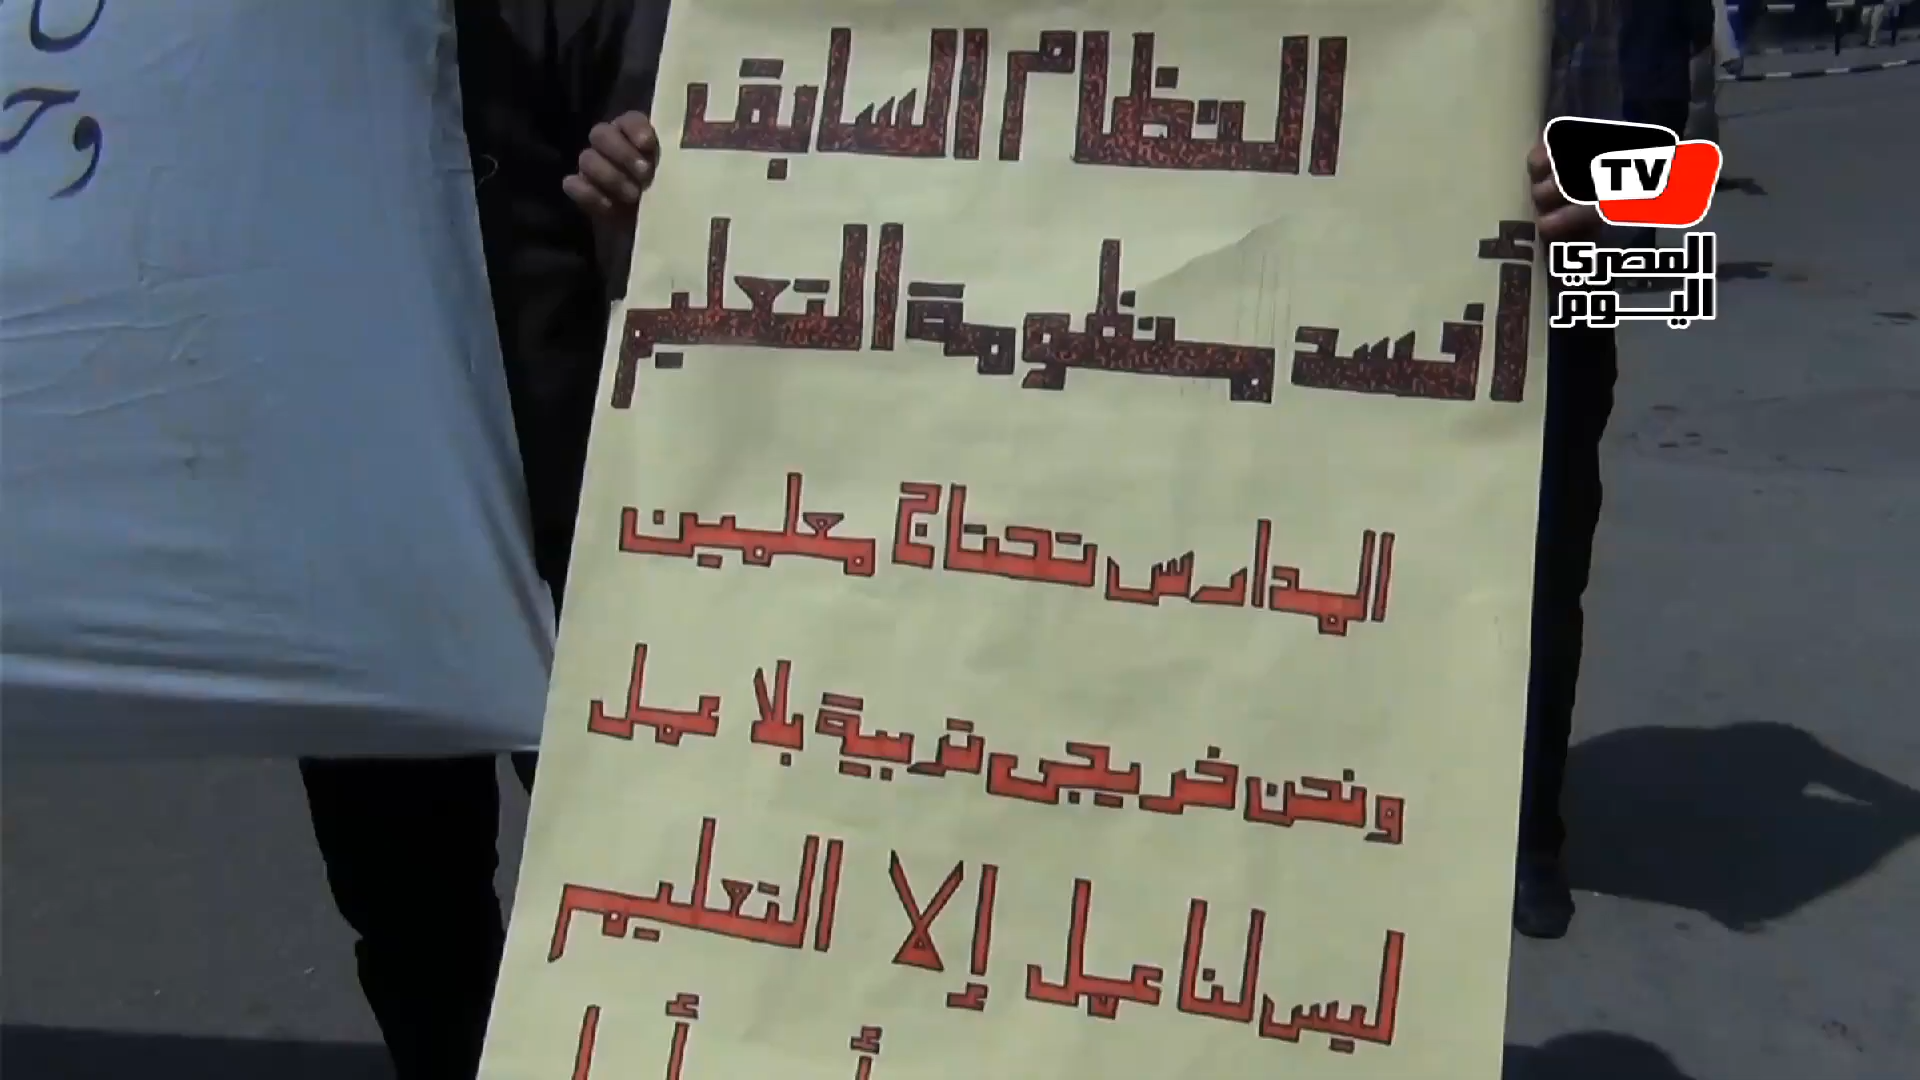 النظام السابق
أفسد منظومة التعليم
المدارس تحتاج معلمين
ونحن خريجى تربية بلا عمل
ليس لنا عمل إلا التعليم
TV
المصري
اليوم